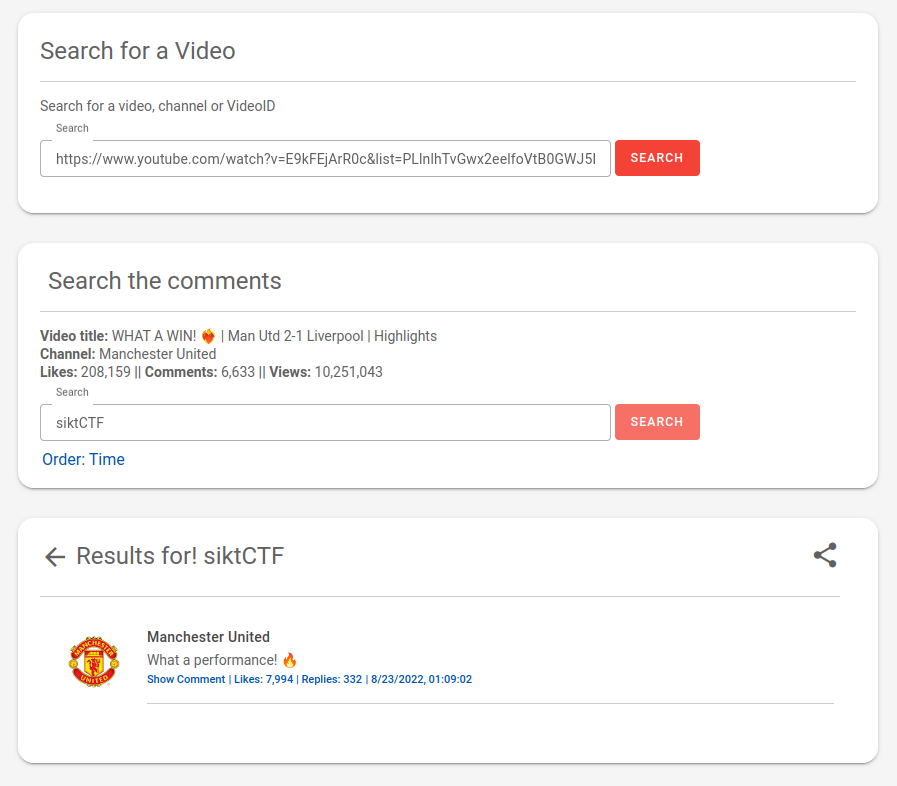 Search for a Video
Search for a video, channel or VideoID
Search
https://www.youtube.com/watch?v=E9kFEjArR0c&list=PLlnlhTvGwx2eelfoVtB0GWJ5l
SEARCH
Search the comments
Video title: WHAT A WIN! ❤️‍🔥 | Man Utd 2-1 Liverpool | Highlights
Channel: Manchester United
Likes: 208,159 || Comments: 6,633 || Views: 10,251,043
Search
siktCTF
SEARCH
Order: Time
Results for! siktCTF
MANCHESTER
UNITED
Manchester United
What a performance! 🔥
Show Comment | Likes: 7,994 | Replies: 332 | 8/23/2022, 01:09:02